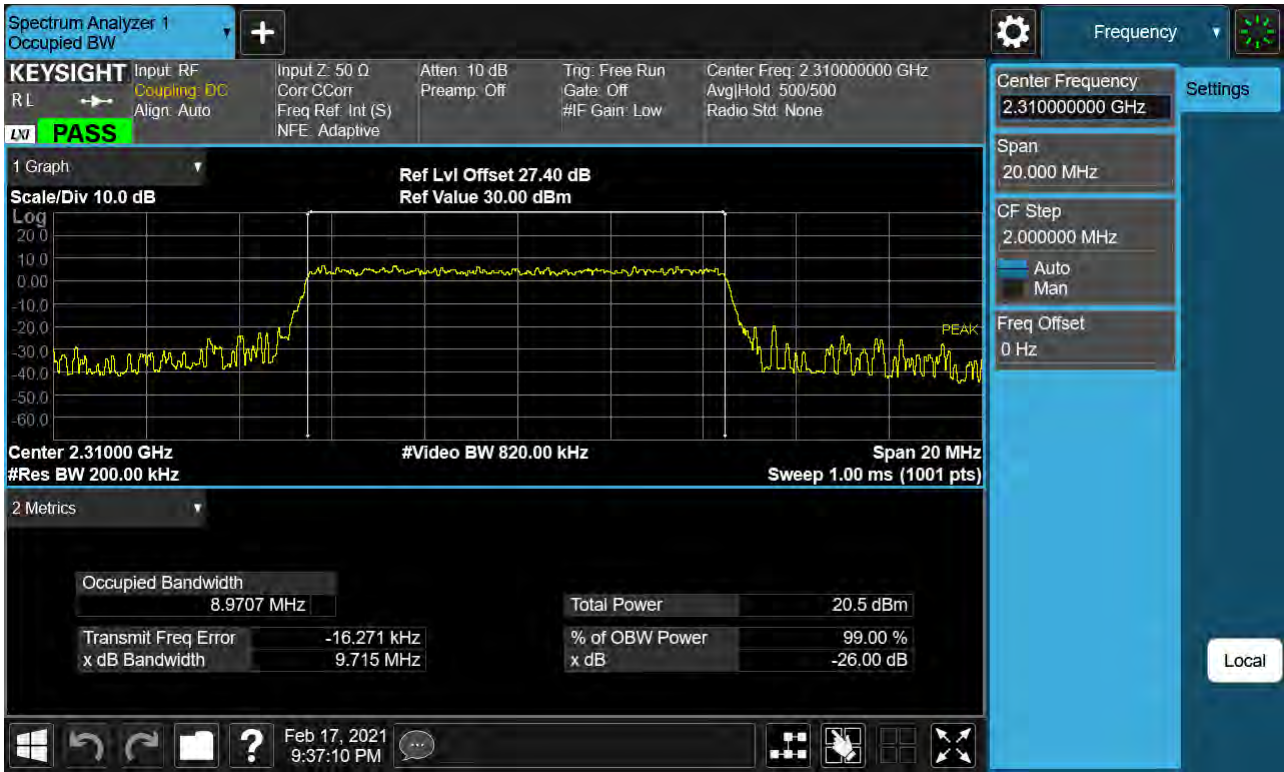 Spectrum Analyzer 1
Occupied BW
+
Frequency
KEYSIGHT
RL
LXI
PASS
Input: RF
Coupling: DC
Align: Auto
Input Z: 50 Ω
Corr CCorr
Freq Ref: Int (S)
NFE: Adaptive
Atten: 10 dB
Preamp: Off
Trig: Free Run
Gate: Off
#IF Gain: Low
Center Freq: 2.310000000 GHz
Avg|Hold: 500/500
Radio Std: None
Center Frequency
2.310000000 GHz
Settings
Span
20.000 MHz
CF Step
2.000000 MHz
Auto
Man
Freq Offset
0 Hz
Local
1 Graph
Scale/Div 10.0 dB
Ref Lvl Offset 27.40 dB
Ref Value 30.00 dBm
Log
20.0
10.0
0.00
-10.0
-20.0
-30.0
-40.0
-50.0
-60.0
PEAK
Center 2.31000 GHz
#Video BW 820.00 kHz
Span 20 MHz
#Res BW 200.00 kHz
Sweep 1.00 ms (1001 pts)
2 Metrics
Occupied Bandwidth
8.9707 MHz
Total Power 20.5 dBm
Transmit Freq Error -16.271 kHz
% of OBW Power 99.00 %
x dB Bandwidth 9.715 MHz
x dB -26.00 dB
?
Feb 17, 2021
9:37:10 PM